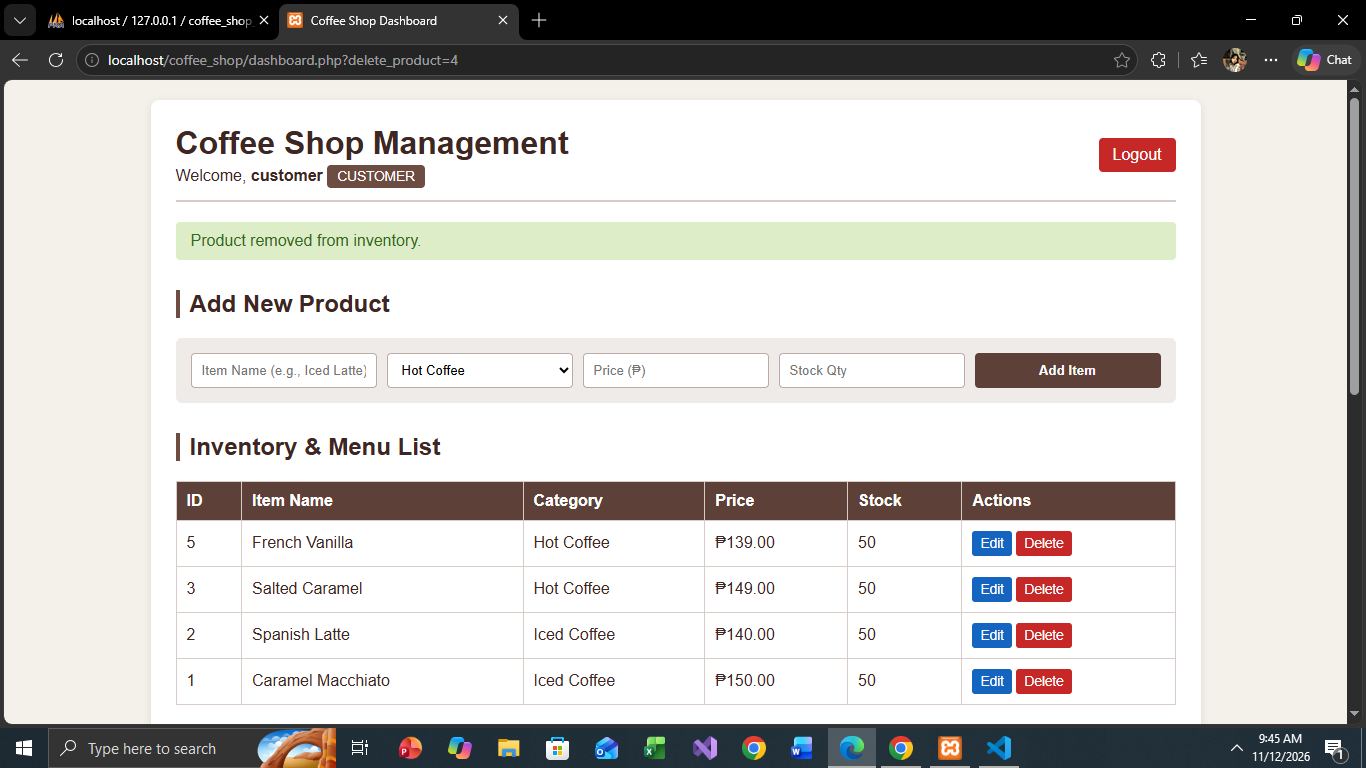 localhost / 127.0.0.1 / coffee_shop
Coffee Shop Dashboard
localhost/coffee_shop/dashboard.php?delete_product=4
Chat
Coffee Shop Management
Welcome, customer CUSTOMER
Logout
Product removed from inventory.
Add New Product
Item Name (e.g., Iced Latte)
Hot Coffee
Price (₱)
Stock Qty
Add Item
Inventory & Menu List
ID Item Name Category Price Stock Actions
5 French Vanilla Hot Coffee ₱139.00 50 Edit Delete
3 Salted Caramel Hot Coffee ₱149.00 50 Edit Delete
2 Spanish Latte Iced Coffee ₱140.00 50 Edit Delete
1 Caramel Macchiato Iced Coffee ₱150.00 50 Edit Delete
Type here to search
9:45 AM
11/12/2026
1